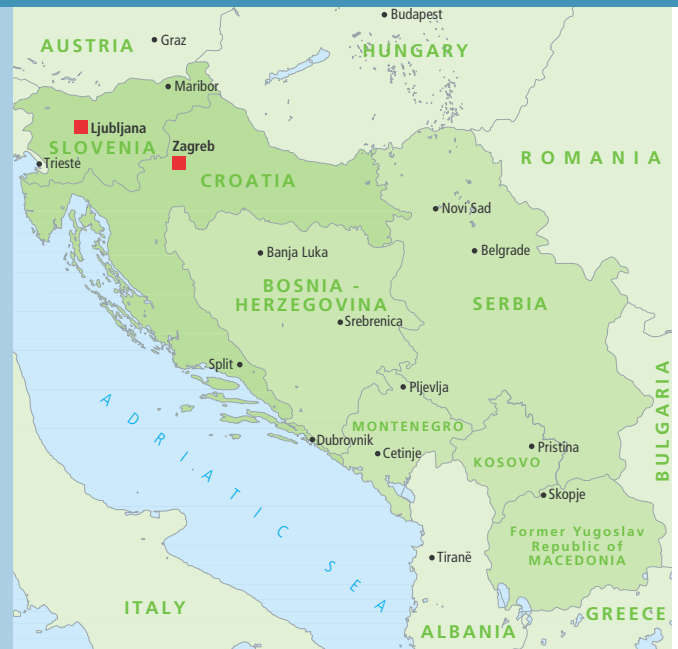 Budapest
Graz
AUSTRIA
HUNGARY
Maribor
Ljubljana
SLOVENIA
Zagreb
Trieste
ROMANIA
CROATIA
Novi Sad
Banja Luka
Belgrade
BOSNIA -
HERZEGOVINA
SERBIA
Srebrenica
Split
Pljevlja
BULGARIA
ADRIATIC SEA
MONTENEGRO
Dubrovnik
Cetinje
Pristina
KOSOVO
Skopje
Former Yugoslav
Republic of
MACEDONIA
Tiranë
ITALY
GREECE
ALBANIA